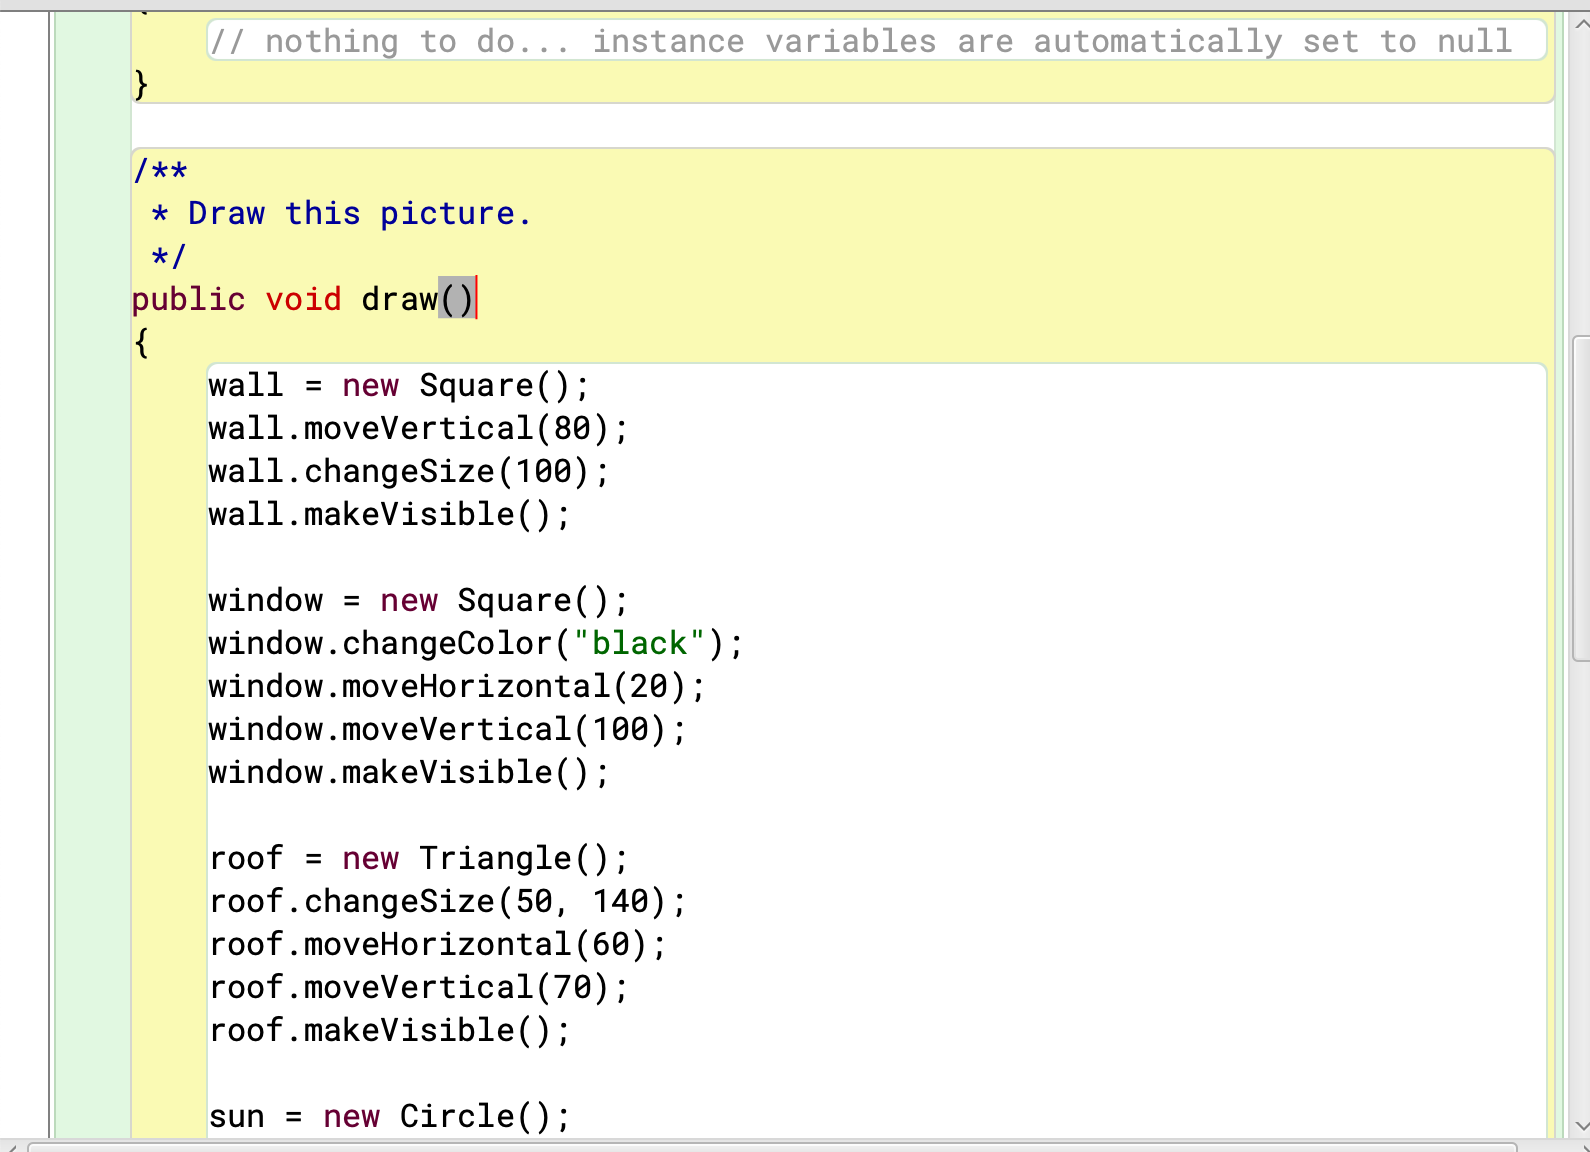 // nothing to do... instance variables are automatically set to null
}
/**
 * Draw this picture.
 */
public void draw()
{
wall = new Square();
wall.moveVertical(80);
wall.changeSize(100);
wall.makeVisible();
window = new Square();
window.changeColor("black");
window.moveHorizontal(20);
window.moveVertical(100);
window.makeVisible();
roof = new Triangle();
roof.changeSize(50, 140);
roof.moveHorizontal(60);
roof.moveVertical(70);
roof.makeVisible();
sun = new Circle();